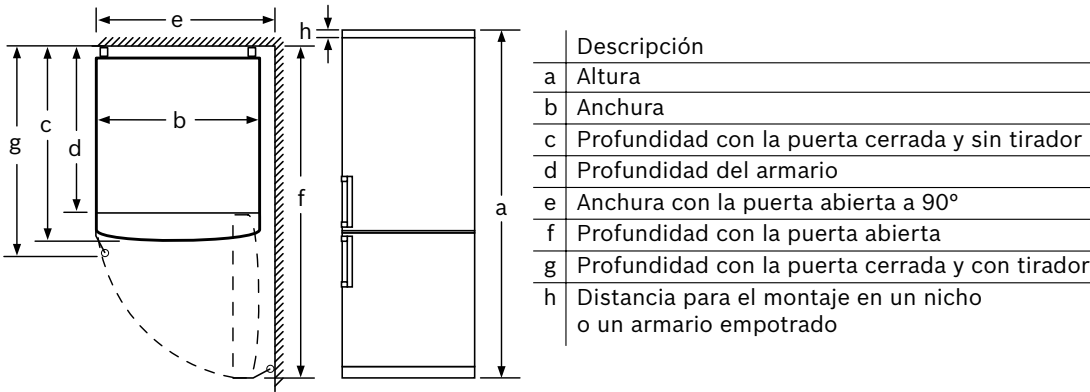 e
h
g
c
d
b
f
a
Descripción
a Altura
b Anchura
c Profundidad con la puerta cerrada y sin tirador
d Profundidad del armario
e Anchura con la puerta abierta a 90°
f Profundidad con la puerta abierta
g Profundidad con la puerta cerrada y con tirador
h Distancia para el montaje en un nicho
o un armario empotrado